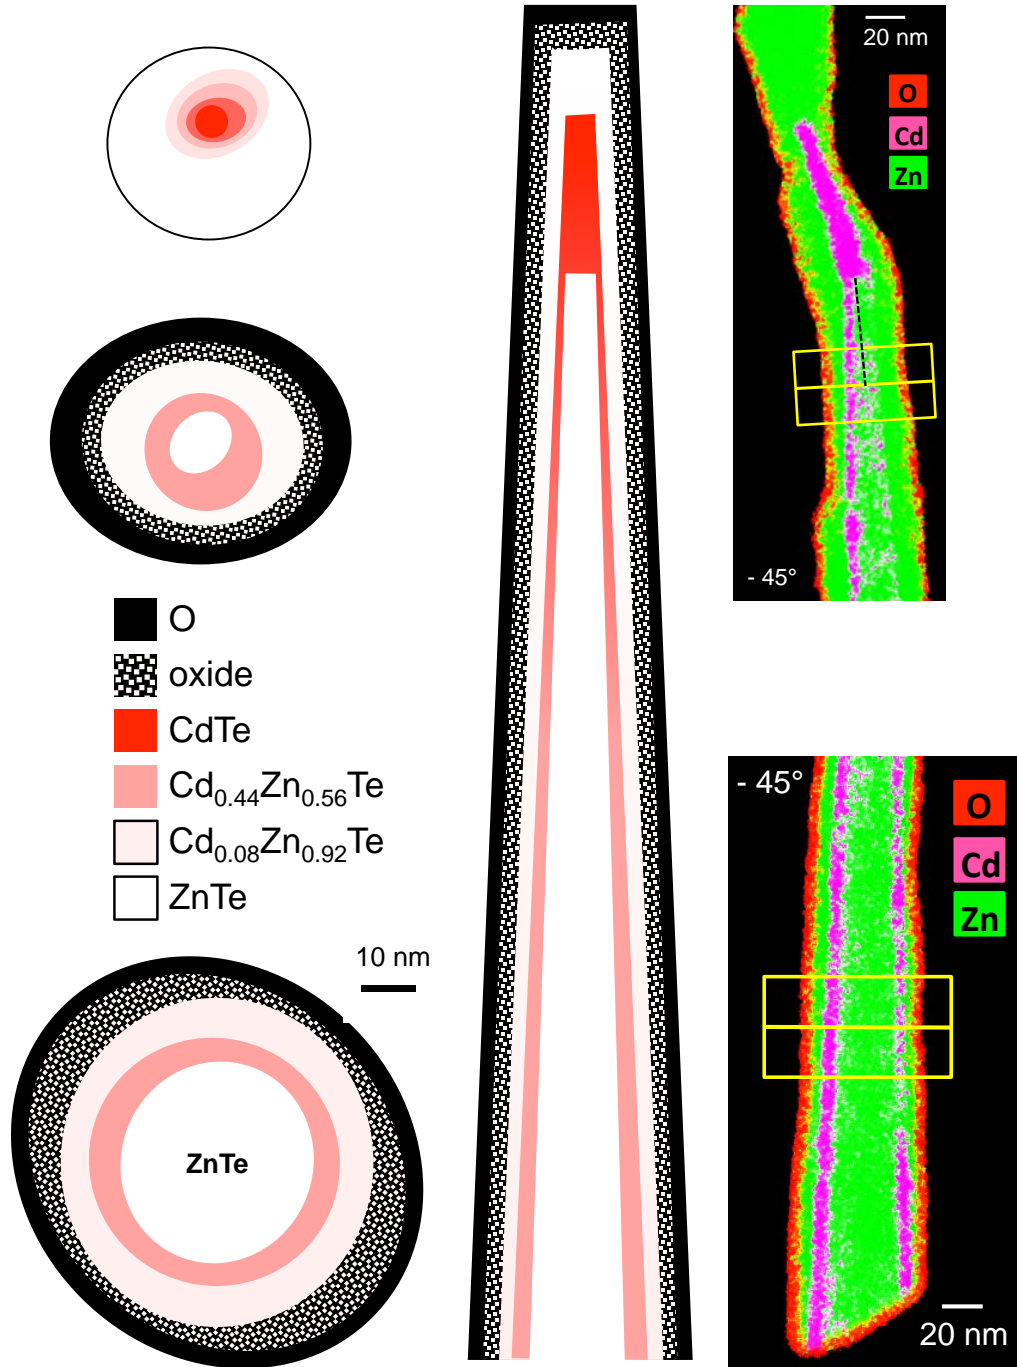 O
oxide
CdTe
Cd0.44Zn0.56Te
Cd0.08Zn0.92Te
ZnTe
10 nm
ZnTe
20 nm
O
Cd
Zn
- 45°
- 45°
O
Cd
Zn
20 nm